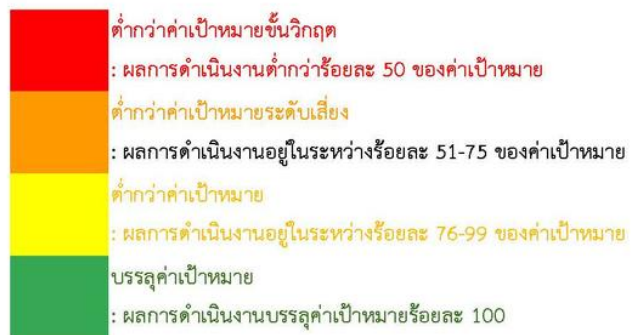 ต่ำกว่าค่าเป้าหมายขั้นวิกฤต
: ผลการดำเนินงานต่ำกว่าร้อยละ 50 ของค่าเป้าหมาย
ต่ำกว่าค่าเป้าหมายระดับเสี่ยง
: ผลการดำเนินงานอยู่ในระหว่างร้อยละ 51-75 ของค่าเป้าหมาย
ต่ำกว่าค่าเป้าหมาย
: ผลการดำเนินงานอยู่ในระหว่างร้อยละ 76-99 ของค่าเป้าหมาย
บรรลุค่าเป้าหมาย
: ผลการดำเนินงานบรรลุค่าเป้าหมายร้อยละ 100